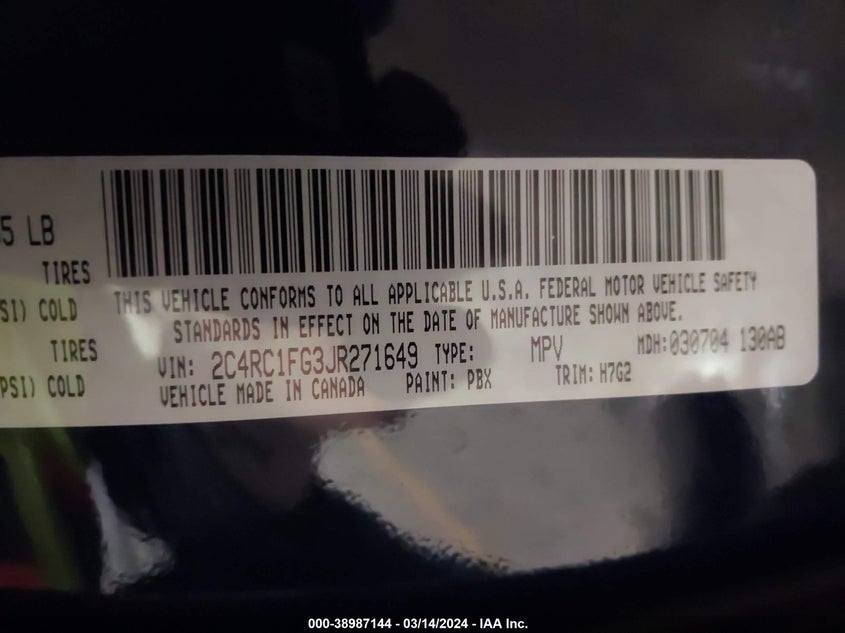 5 LB
TIRES
SI) COLD
TIRES
PSI) COLD
THIS VEHICLE CONFORMS TO ALL APPLICABLE U.S.A. FEDERAL MOTOR VEHICLE SAFETY
STANDARDS IN EFFECT ON THE DATE OF MANUFACTURE SHOWN ABOVE.
VIN: 2C4RC1FG3JR271649 TYPE: MPV MDH:030704 130AB
VEHICLE MADE IN CANADA PAINT: PBX TRIM: H7G2
000-38987144 - 03/14/2024 - IAA Inc.